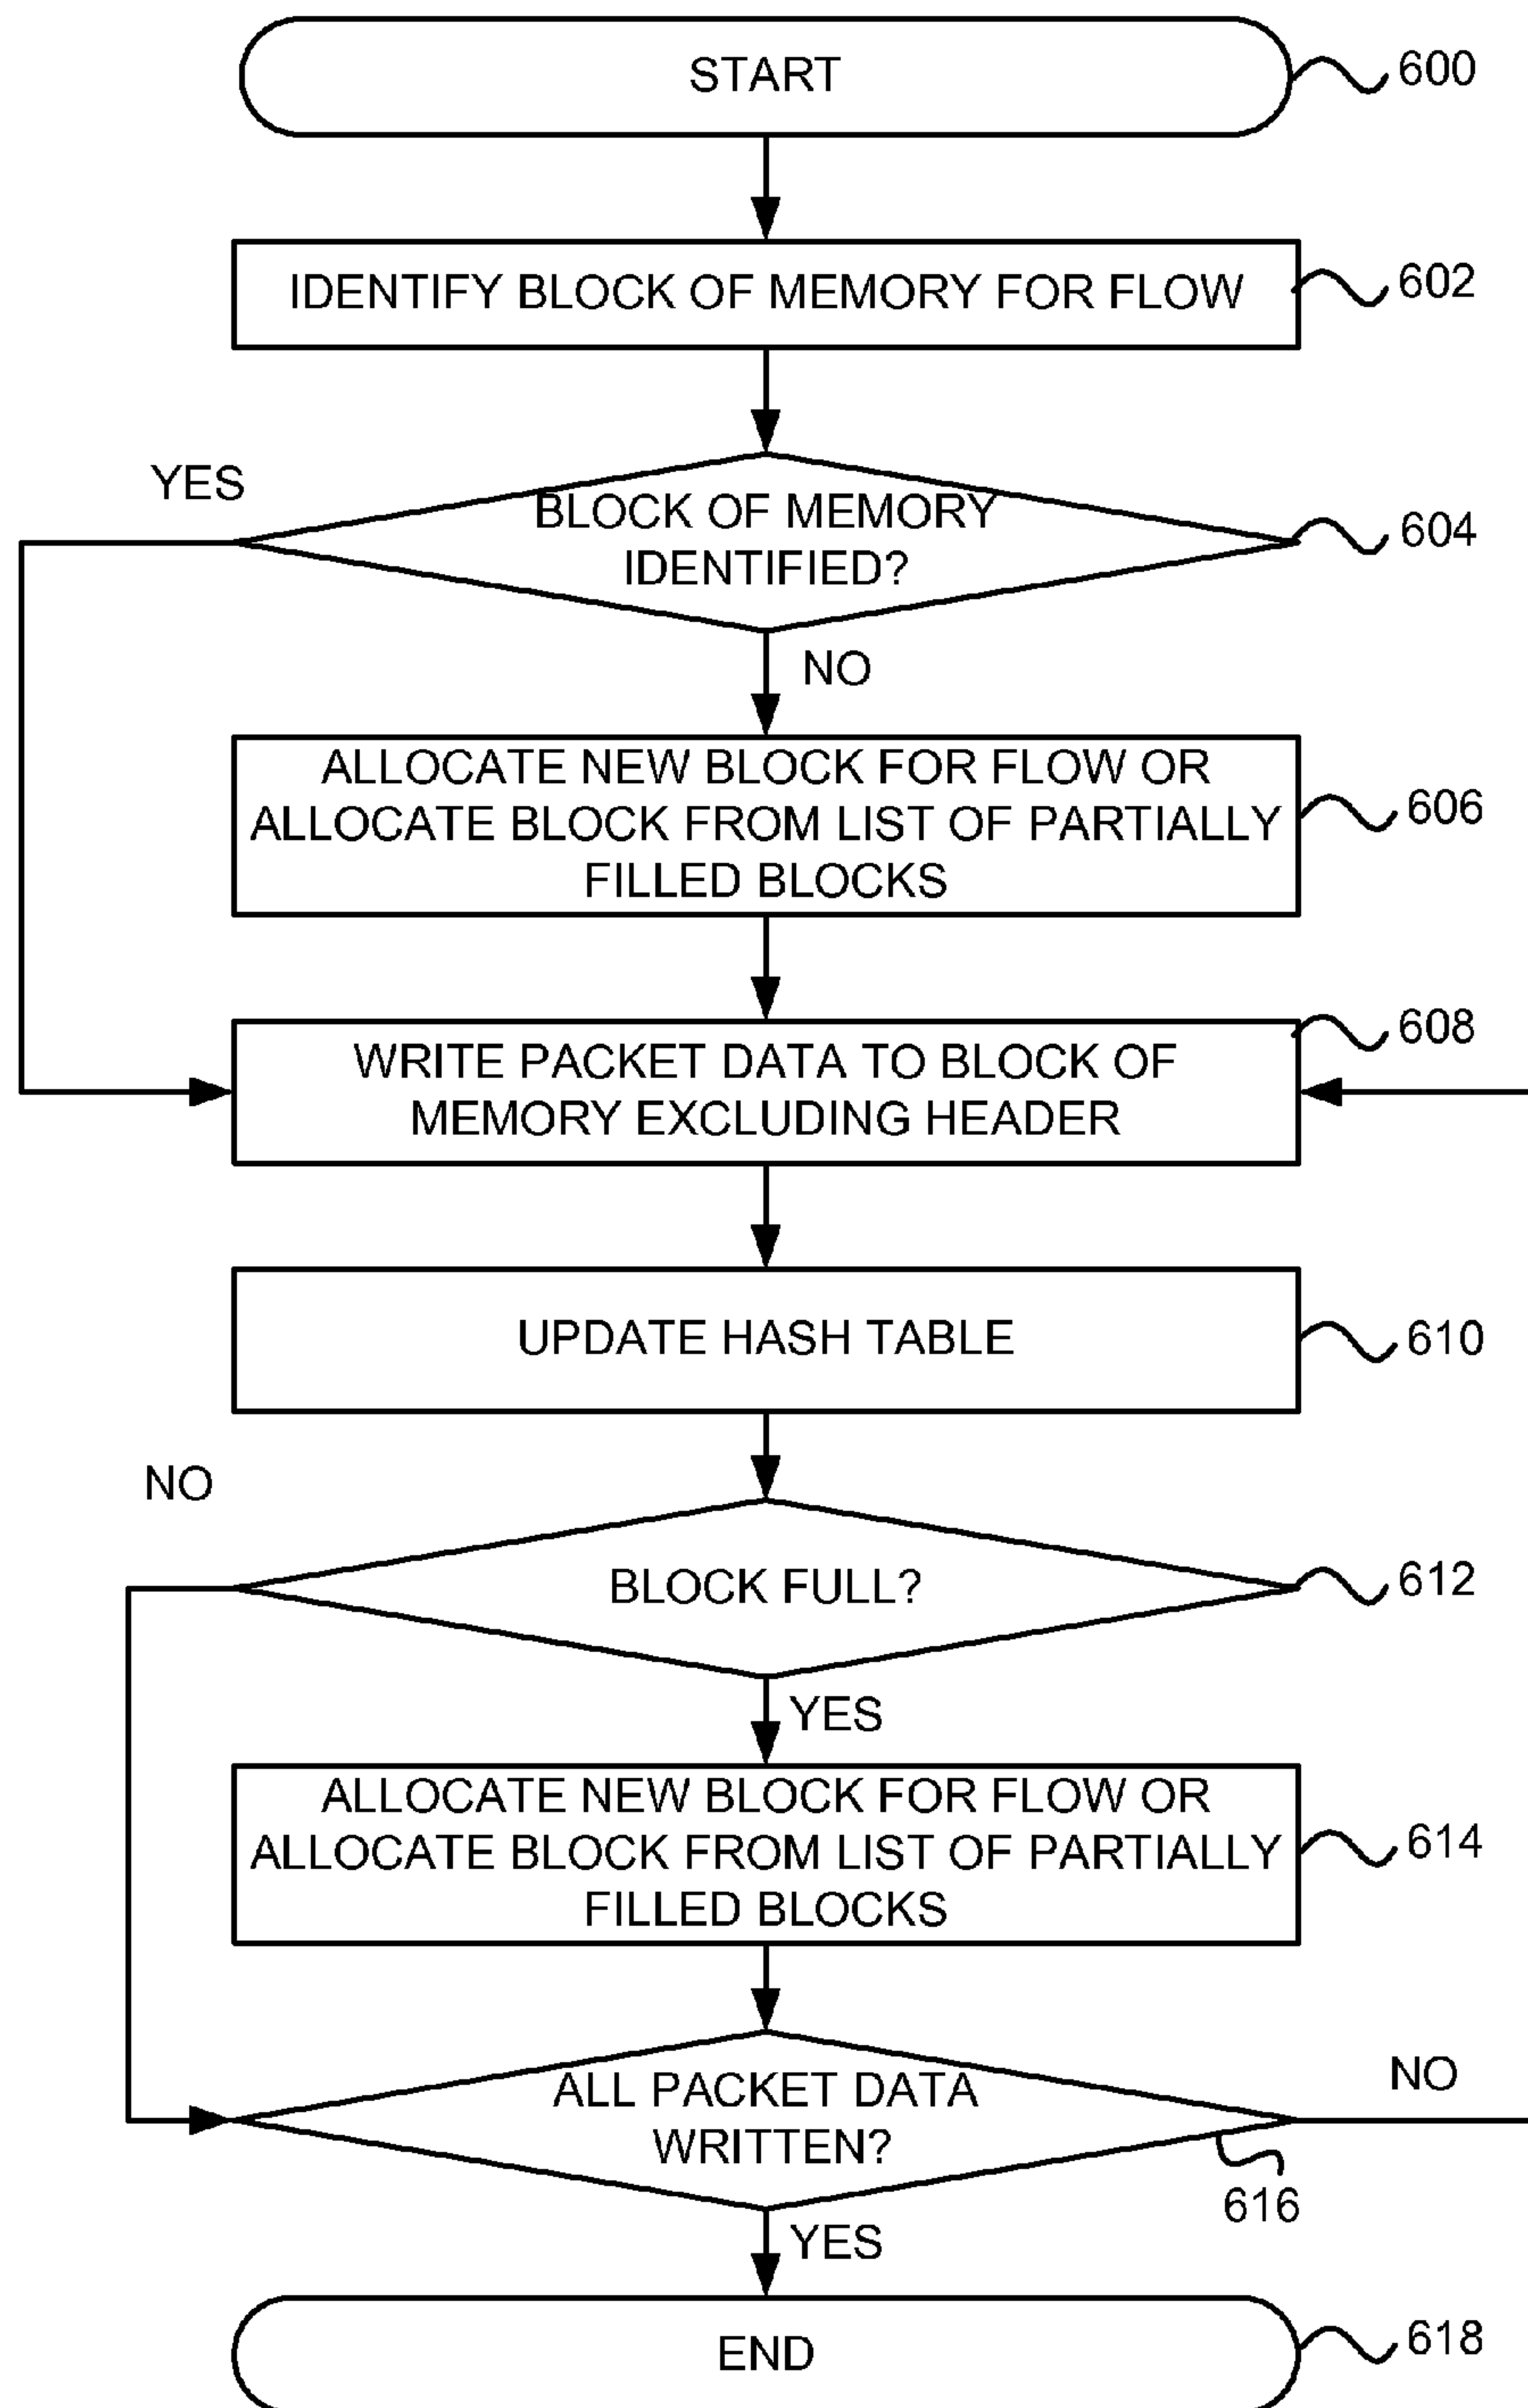 START
600
IDENTIFY BLOCK OF MEMORY FOR FLOW
602
YES
BLOCK OF MEMORY
IDENTIFIED?
604
NO
ALLOCATE NEW BLOCK FOR FLOW OR
ALLOCATE BLOCK FROM LIST OF PARTIALLY
FILLED BLOCKS
606
WRITE PACKET DATA TO BLOCK OF
MEMORY EXCLUDING HEADER
608
UPDATE HASH TABLE
610
NO
BLOCK FULL?
612
YES
ALLOCATE NEW BLOCK FOR FLOW OR
ALLOCATE BLOCK FROM LIST OF PARTIALLY
FILLED BLOCKS
614
ALL PACKET DATA
WRITTEN?
NO
616
YES
END
618